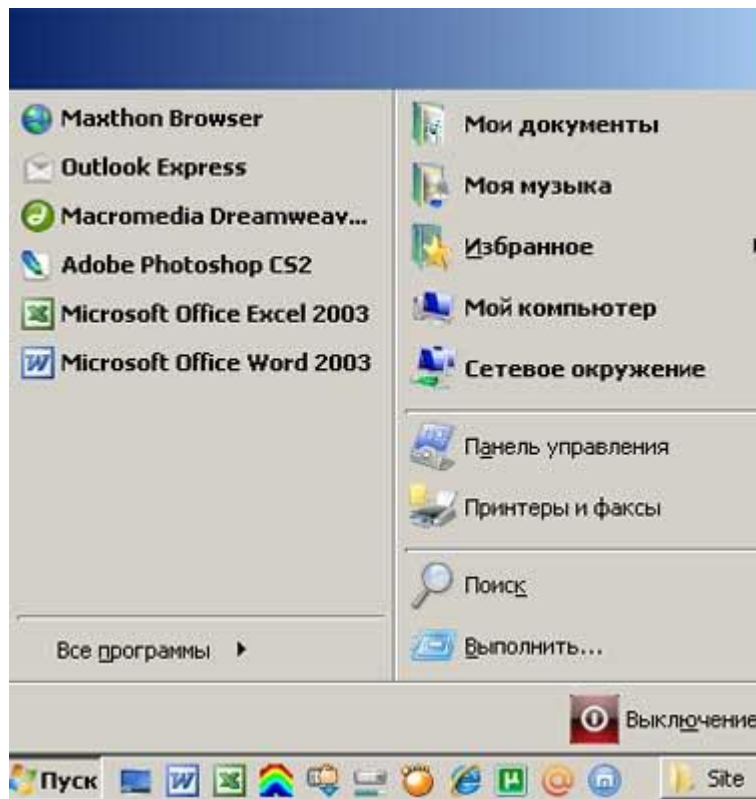 Maxthon Browser
Outlook Express
Macromedia Dreamweav...
Adobe Photoshop CS2
Microsoft Office Excel 2003
Microsoft Office Word 2003
Все программы
Мои документы
Моя музыка
Избранное
Мой компьютер
Сетевое окружение
Панель управления
Принтеры и факсы
Поиск
Выполнить...
Выключение
Пуск
Site